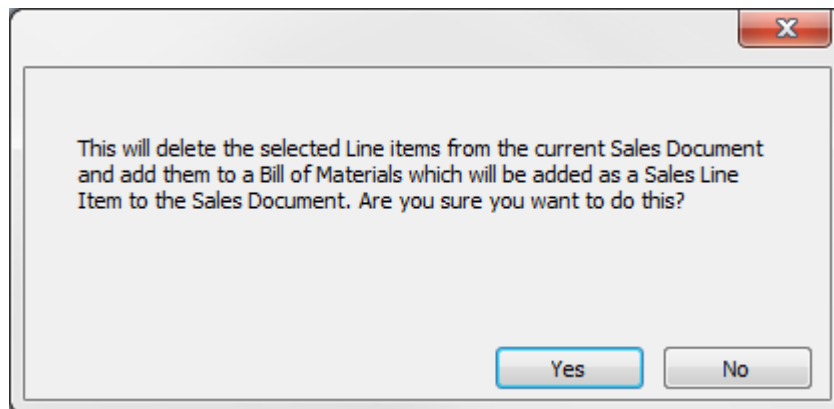 This will delete the selected Line items from the current Sales Document
and add them to a Bill of Materials which will be added as a Sales Line
Item to the Sales Document. Are you sure you want to do this?
Yes
No